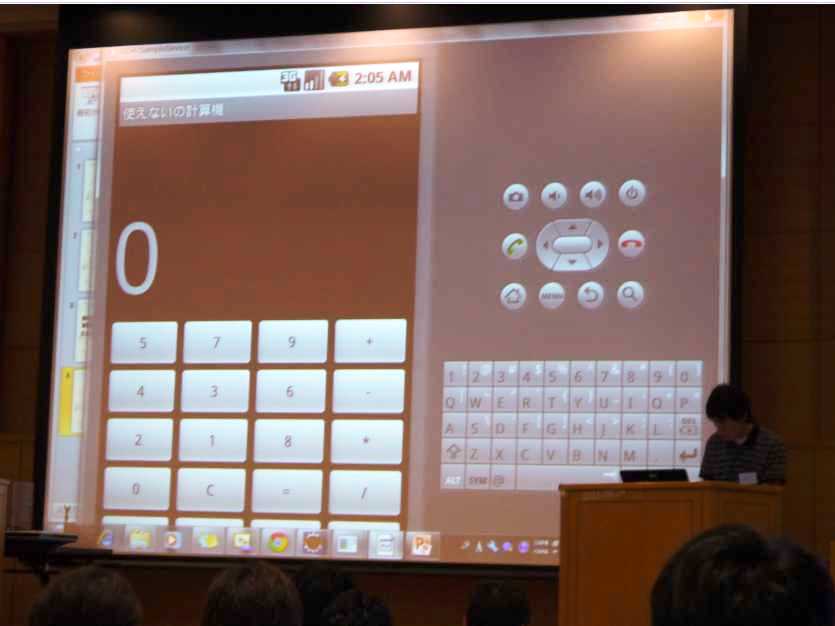 3G 2:05 AM
使えないの計算機
0
5 7 9 +
4 3 6 -
2 1 8 *
0 C = /
MENU
1 2 3 4 5 6 7 8 9 0
Q W E R T Y U I O P
A S D F G H J K L DEL
Z X C V B N M .
ALT SYM @